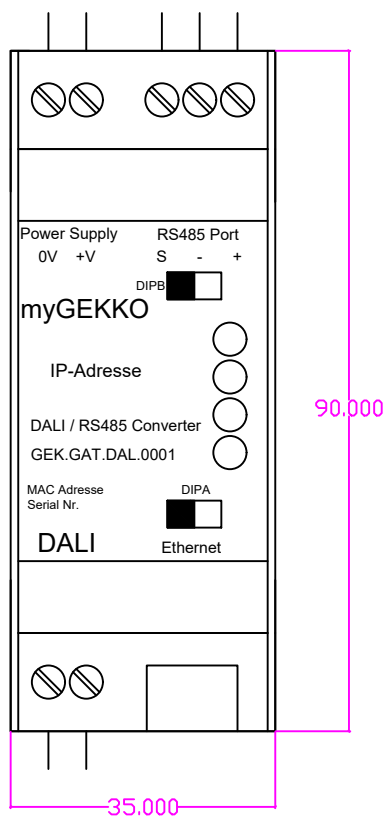 Power Supply RS485 Port
0V +V S - +
DIPB
myGEKKO
IP-Adresse
90.000
DALI / RS485 Converter
GEK.GAT.DAL.0001
MAC Adresse DIPA
Serial Nr.
DALI Ethernet
35.000